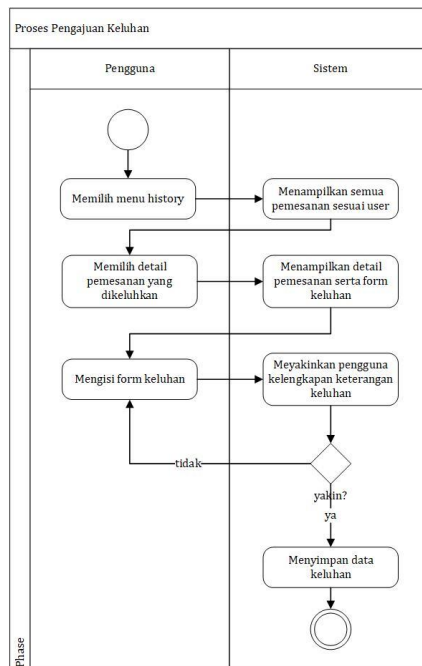 Proses Pengajuan Keluhan
Pengguna
Sistem
Memilih menu history
Menampilkan semua
pemesanan sesuai user
Memilih detail
pemesanan yang
dikeluhkan
Menampilkan detail
pemesanan serta form
keluhan
Mengisi form keluhan
Meyakinkan pengguna
kelengkapan keterangan
keluhan
tidak
yakin?
ya
Menyimpan data
keluhan
Phase